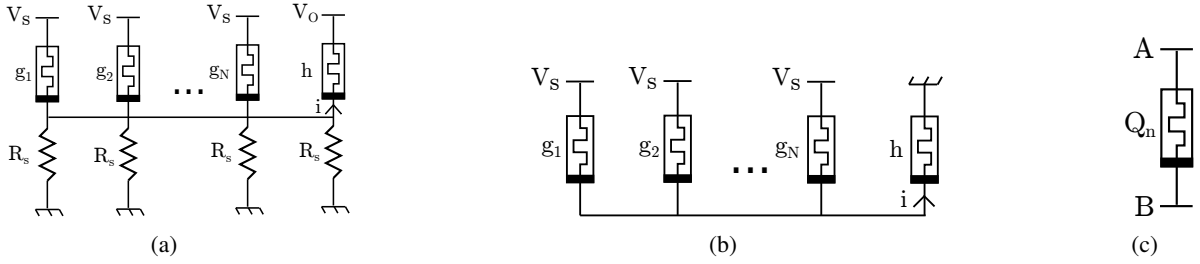 V_S V_S V_S V_O
g_1 g_2 ... g_N h
i
R_s R_s R_s R_s
(a)
V_S V_S V_S
g_1 g_2 ... g_N h
i
(b)
A
Q_n
B
(c)